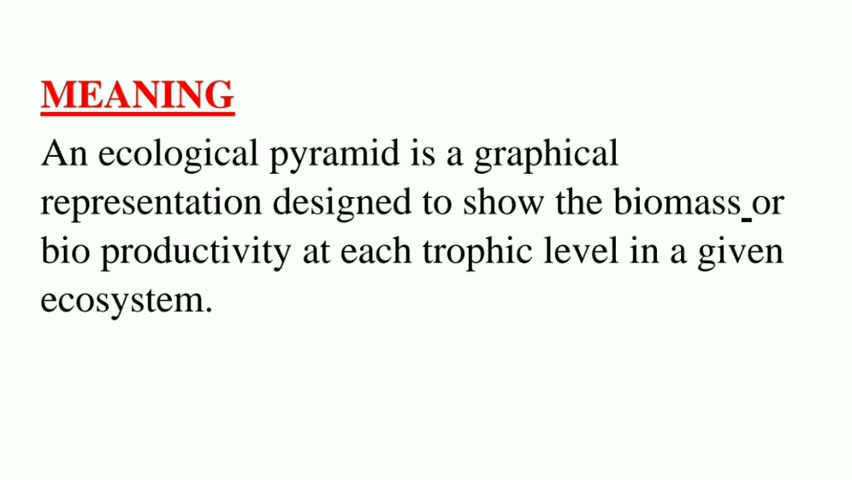 MEANING
An ecological pyramid is a graphical
representation designed to show the biomass or
bio productivity at each trophic level in a given
ecosystem.